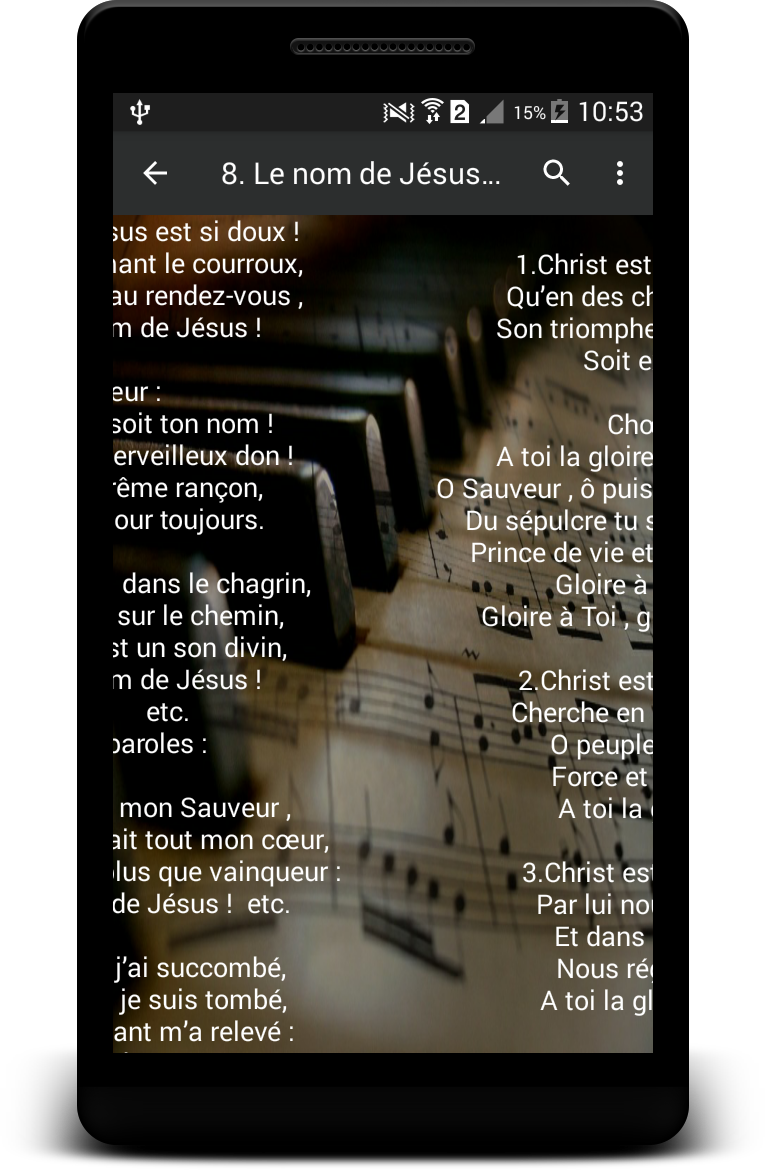 15% 10:53
8. Le nom de Jésus...
sus est si doux !
nant le courroux,
au rendez-vous ,
m de Jésus !
eur :
soit ton nom !
erveilleux don !
rême rançon,
our toujours.
dans le chagrin,
sur le chemin,
st un son divin,
m de Jésus !
etc.
paroles :
mon Sauveur ,
ait tout mon cœur,
plus que vainqueur :
de Jésus !  etc.
j’ai succombé,
je suis tombé,
ant m’a relevé :
1.Christ est
Qu’en des ch
Son triomphe
Soit e
Cho
A toi la gloire
O Sauveur , ô puis
Du sépulcre tu s
Prince de vie et
Gloire à
Gloire à Toi , g
2.Christ est
Cherche en
O peuple
Force et
A toi la
3.Christ est
Par lui no
Et dans
Nous ré
A toi la gl